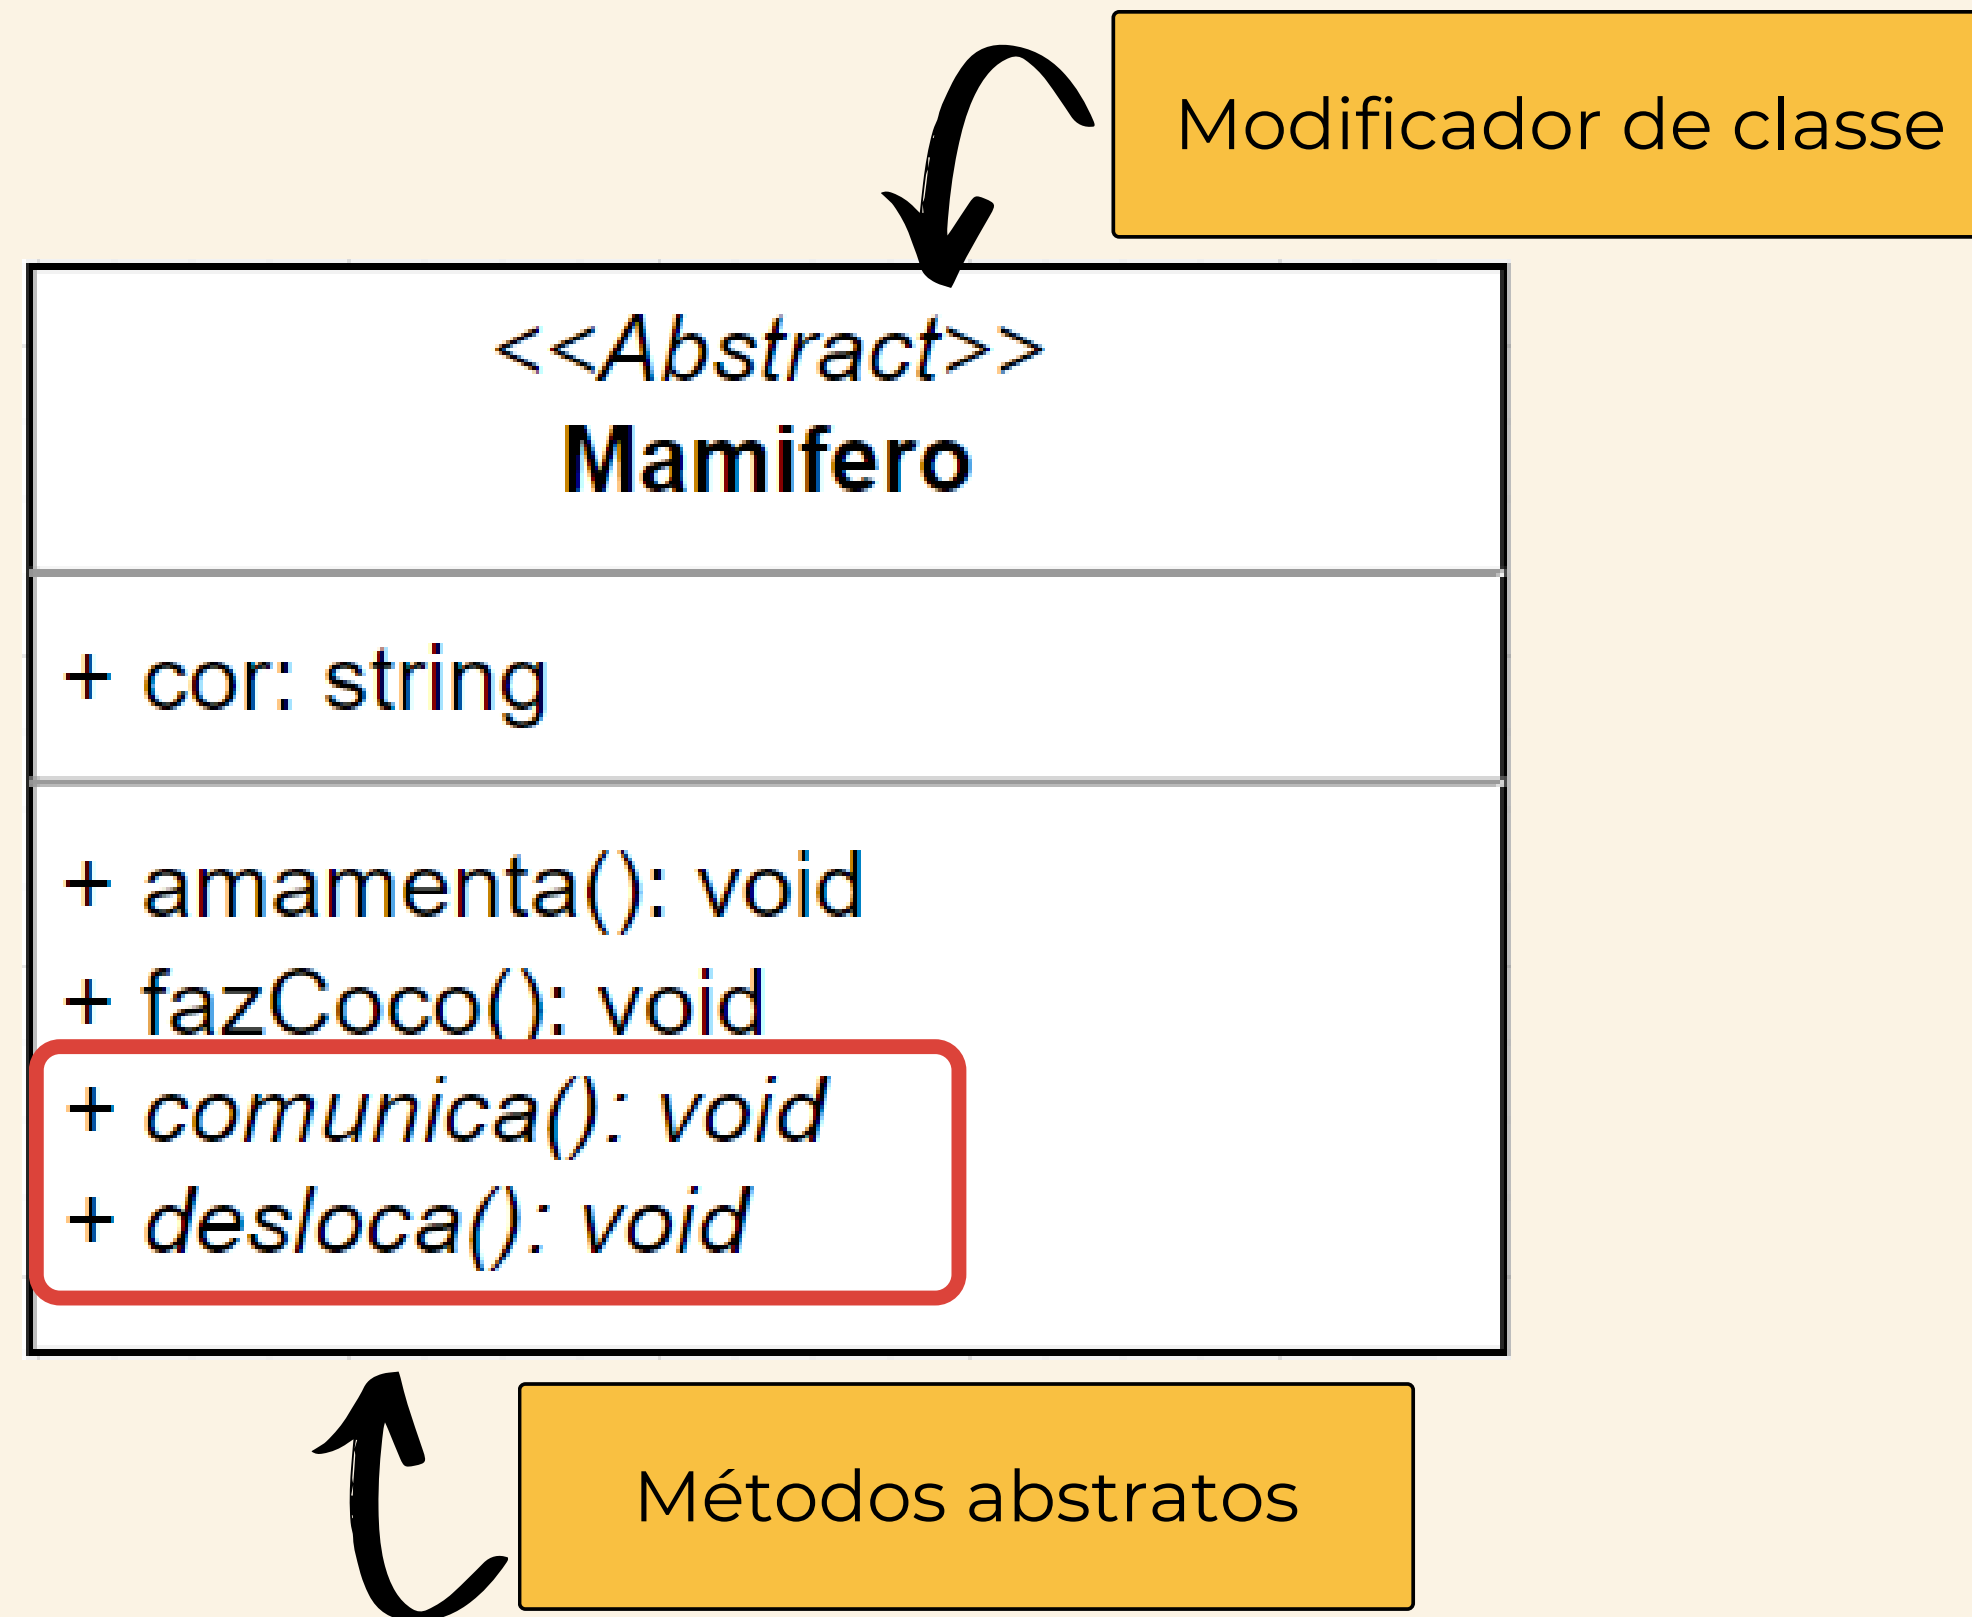 Modificador de classe
<<Abstract>>
Mamifero
+ cor: string
+ amamenta(): void
+ fazCoco(): void
+ comunica(): void
+ desloca(): void
Métodos abstratos